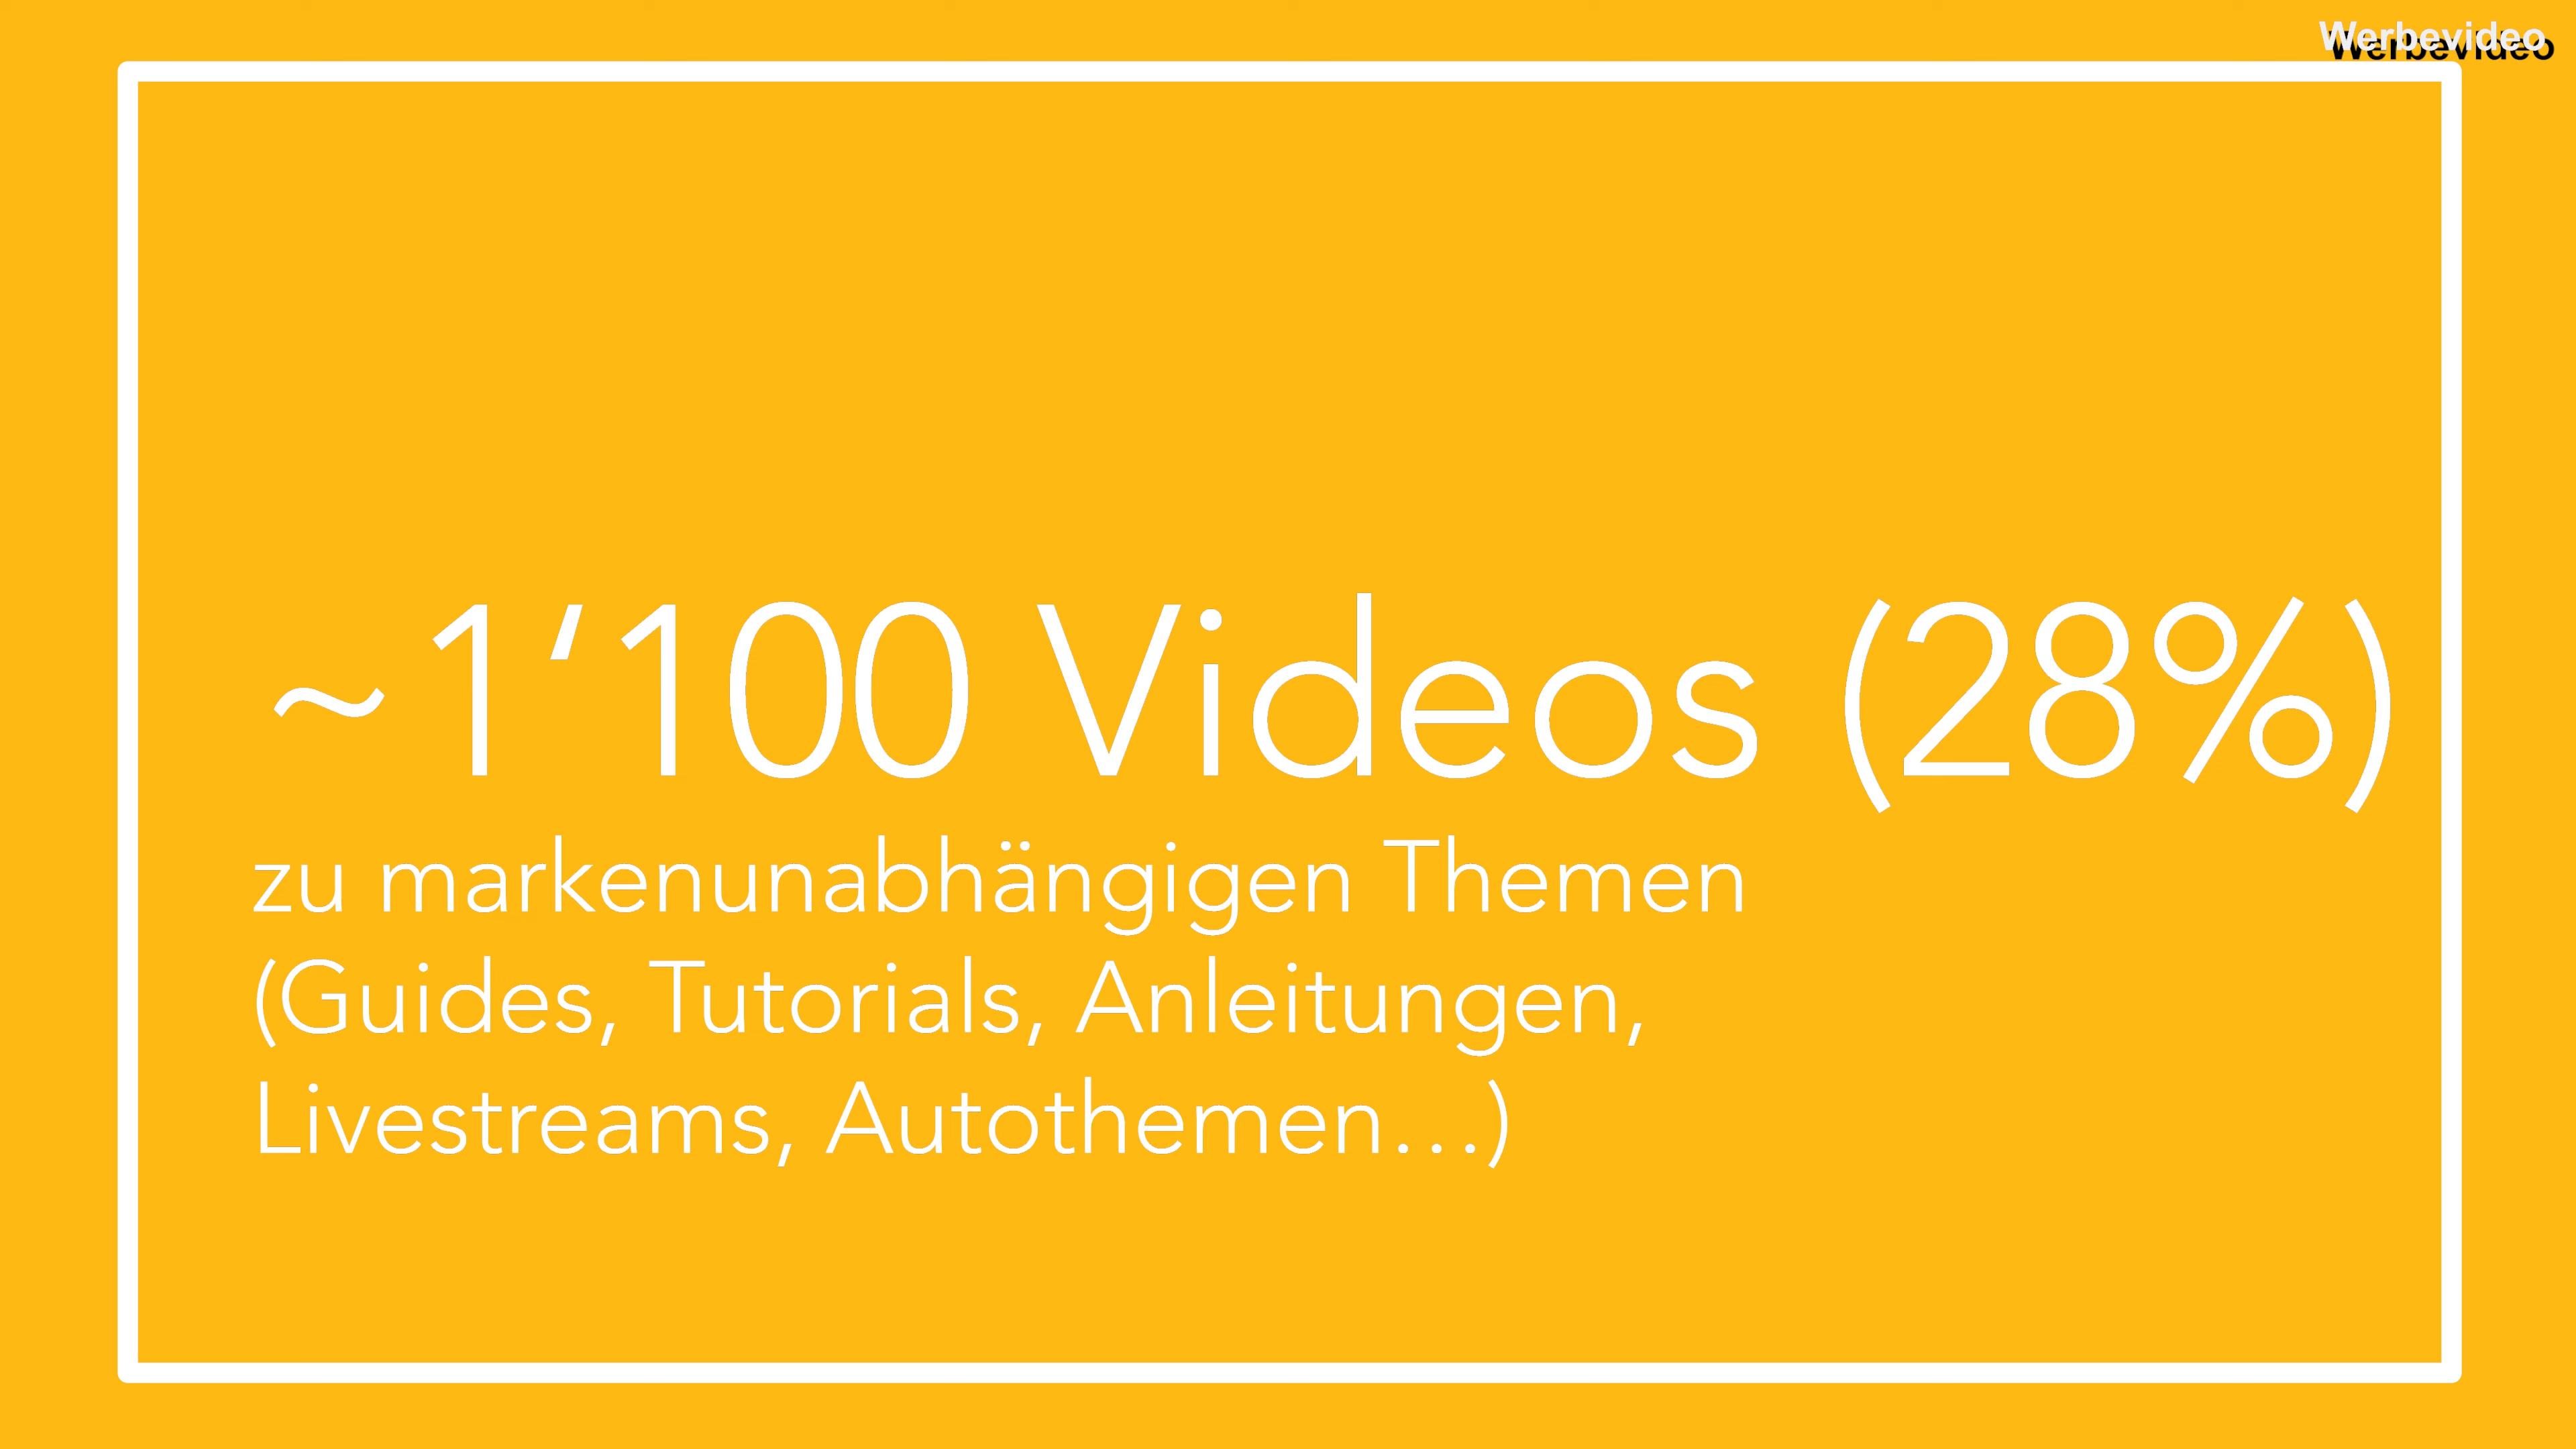 Werbevideo
~1‘100 Videos (28%)
zu markenunabhängigen Themen
(Guides, Tutorials, Anleitungen,
Livestreams, Autothemen…)